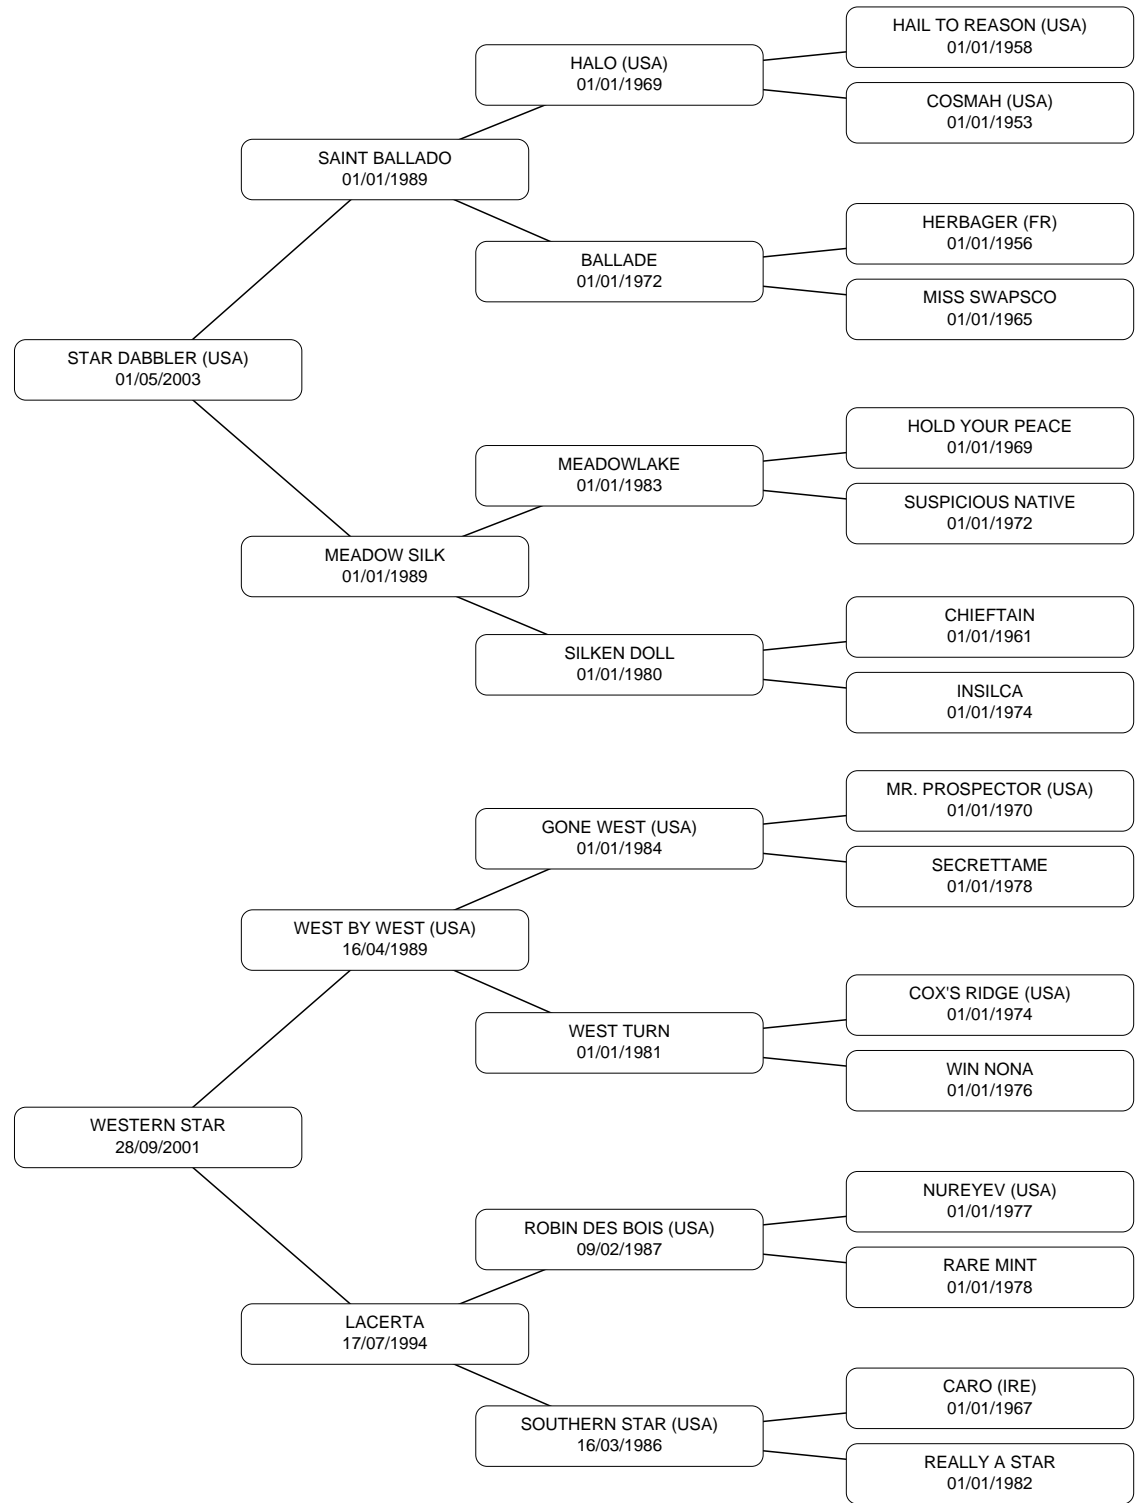 HAIL TO REASON (USA)
01/01/1958
HALO (USA)
01/01/1969
COSMAH (USA)
01/01/1953
SAINT BALLADO
01/01/1989
HERBAGER (FR)
01/01/1956
BALLADE
01/01/1972
MISS SWAPSCO
01/01/1965
STAR DABBLER (USA)
01/05/2003
HOLD YOUR PEACE
01/01/1969
MEADOWLAKE
01/01/1983
SUSPICIOUS NATIVE
01/01/1972
MEADOW SILK
01/01/1989
CHIEFTAIN
01/01/1961
SILKEN DOLL
01/01/1980
INSILCA
01/01/1974
MR. PROSPECTOR (USA)
01/01/1970
GONE WEST (USA)
01/01/1984
SECRETTAME
01/01/1978
WEST BY WEST (USA)
16/04/1989
COX'S RIDGE (USA)
01/01/1974
WEST TURN
01/01/1981
WIN NONA
01/01/1976
WESTERN STAR
28/09/2001
NUREYEV (USA)
01/01/1977
ROBIN DES BOIS (USA)
09/02/1987
RARE MINT
01/01/1978
LACERTA
17/07/1994
CARO (IRE)
01/01/1967
SOUTHERN STAR (USA)
16/03/1986
REALLY A STAR
01/01/1982